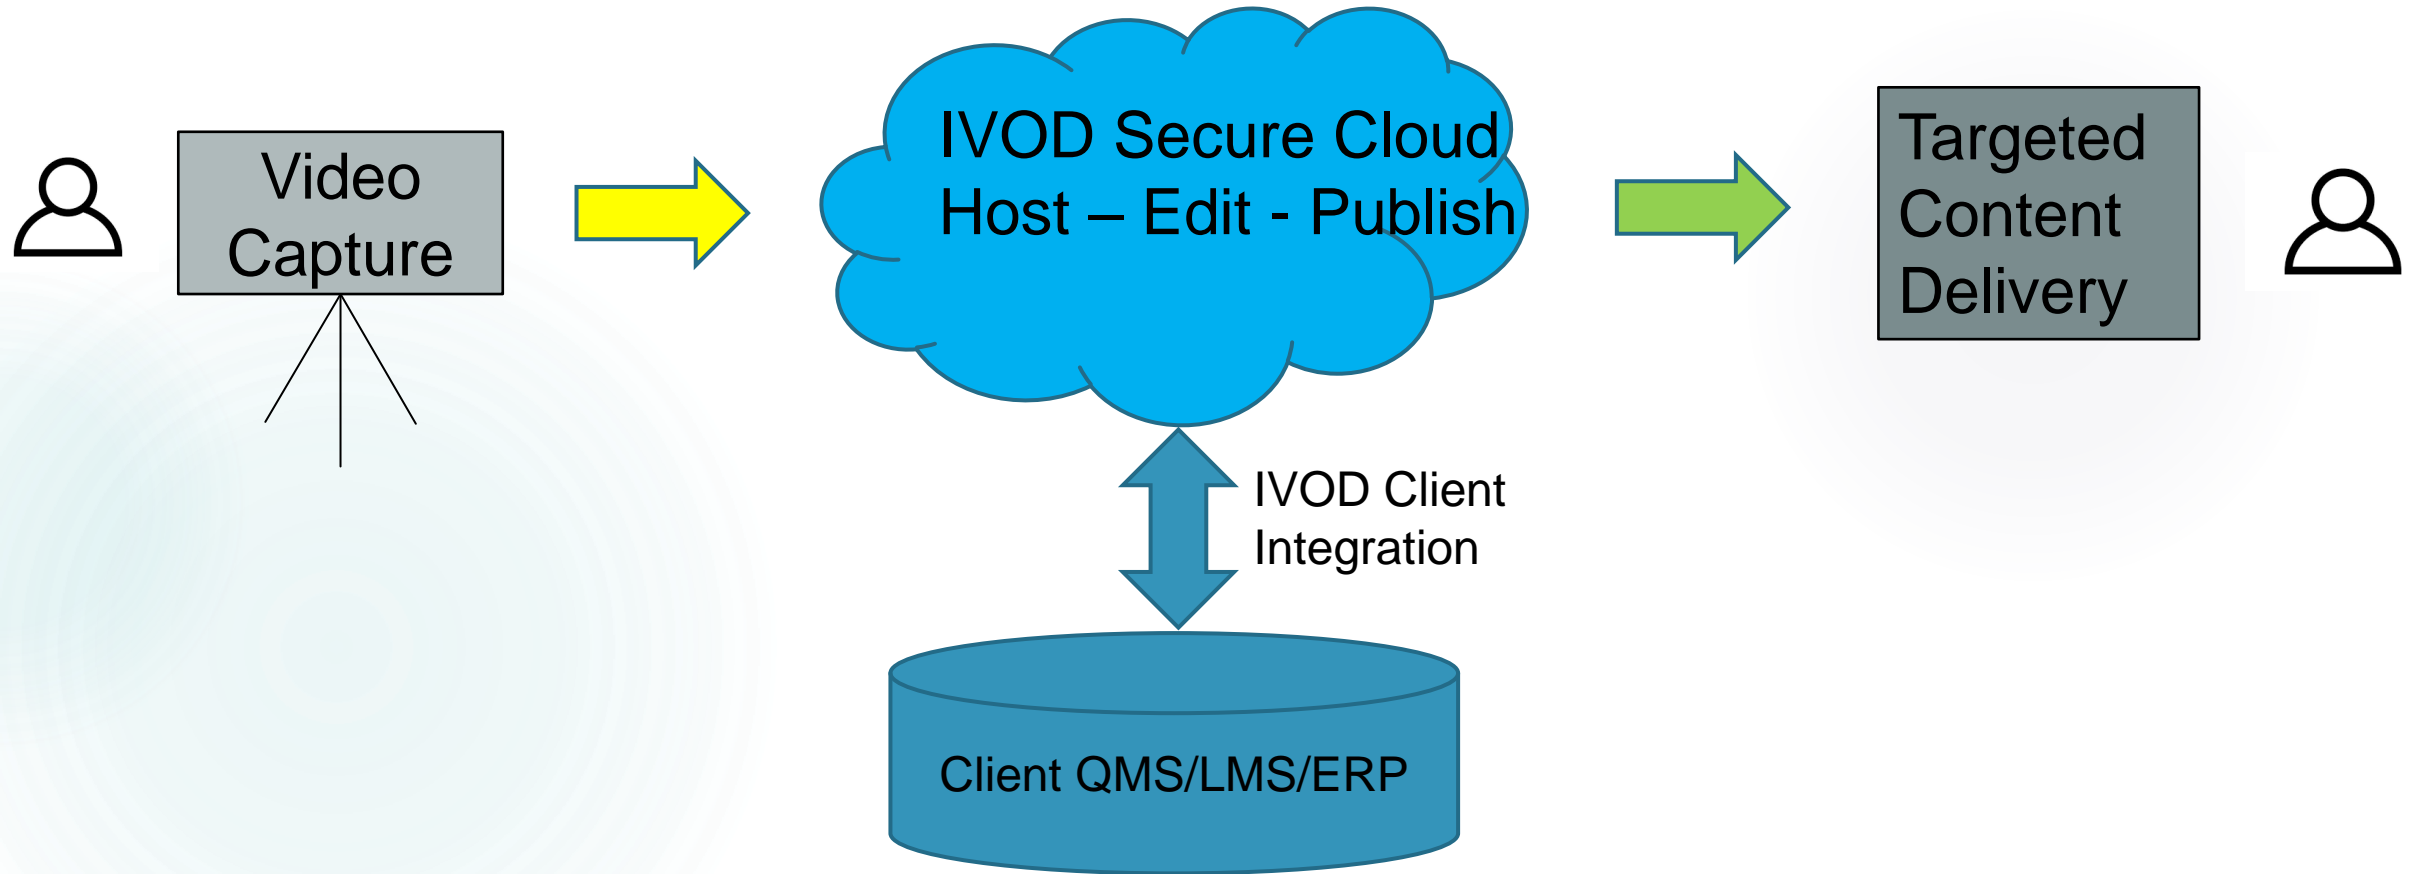 Video
Capture
IVOD Secure Cloud
Host – Edit - Publish
Targeted
Content
Delivery
IVOD Client
Integration
Client QMS/LMS/ERP